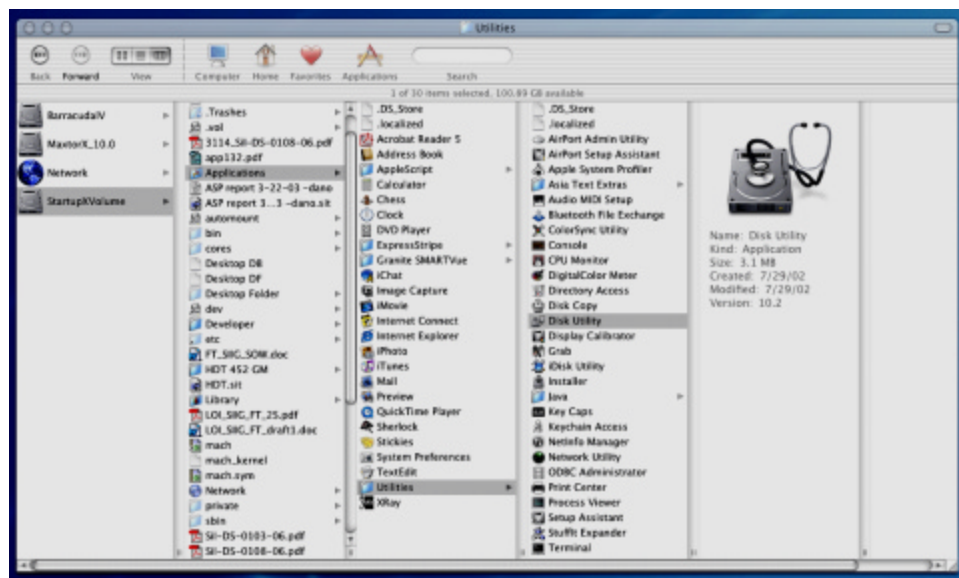 Utilities
Back Forward View Computer Home Favorites Applications Search
1 of 30 items selected, 100.89 GB available
BarracudaIV
MaxtorX_10.0
Network
StartupXVolume
.Trashes
.vol
3114_SII-DS-0108-06.pdf
app132.pdf
Applications
ASP report 3-22-03 -dano
ASP report 3...3 -dano.sit
automount
bin
cores
Desktop DB
Desktop DF
Desktop Folder
dev
Developer
etc
FT_SIIG_SOW.doc
HDT 452 GM
HDT.sit
Library
LOI_SIIG_FT_25.pdf
LOI_SIIG_FT_draft1.doc
mach
mach_kernel
mach.sym
Network
private
sbin
SII-DS-0103-06.pdf
SII-DS-0108-06.pdf
.DS_Store
.localized
Acrobat Reader 5
Address Book
AppleScript
Calculator
Chess
Clock
DVD Player
ExpressStripe
Granite SMARTVue
iChat
Image Capture
iMovie
Internet Connect
Internet Explorer
iPhoto
iTunes
Mail
Preview
QuickTime Player
Sherlock
Stickies
System Preferences
TextEdit
Utilities
XRay
.DS_Store
.localized
AirPort Admin Utility
AirPort Setup Assistant
Apple System Profiler
Asia Text Extras
Audio MIDI Setup
Bluetooth File Exchange
ColorSync Utility
Console
CPU Monitor
DigitalColor Meter
Directory Access
Disk Copy
Disk Utility
Display Calibrator
Grab
iDisk Utility
Installer
Java
Key Caps
Keychain Access
NetInfo Manager
Network Utility
ODBC Administrator
Print Center
Process Viewer
Setup Assistant
StuffIt Expander
Terminal
Name: Disk Utility
Kind: Application
Size: 3.1 MB
Created: 7/29/02
Modified: 7/29/02
Version: 10.2